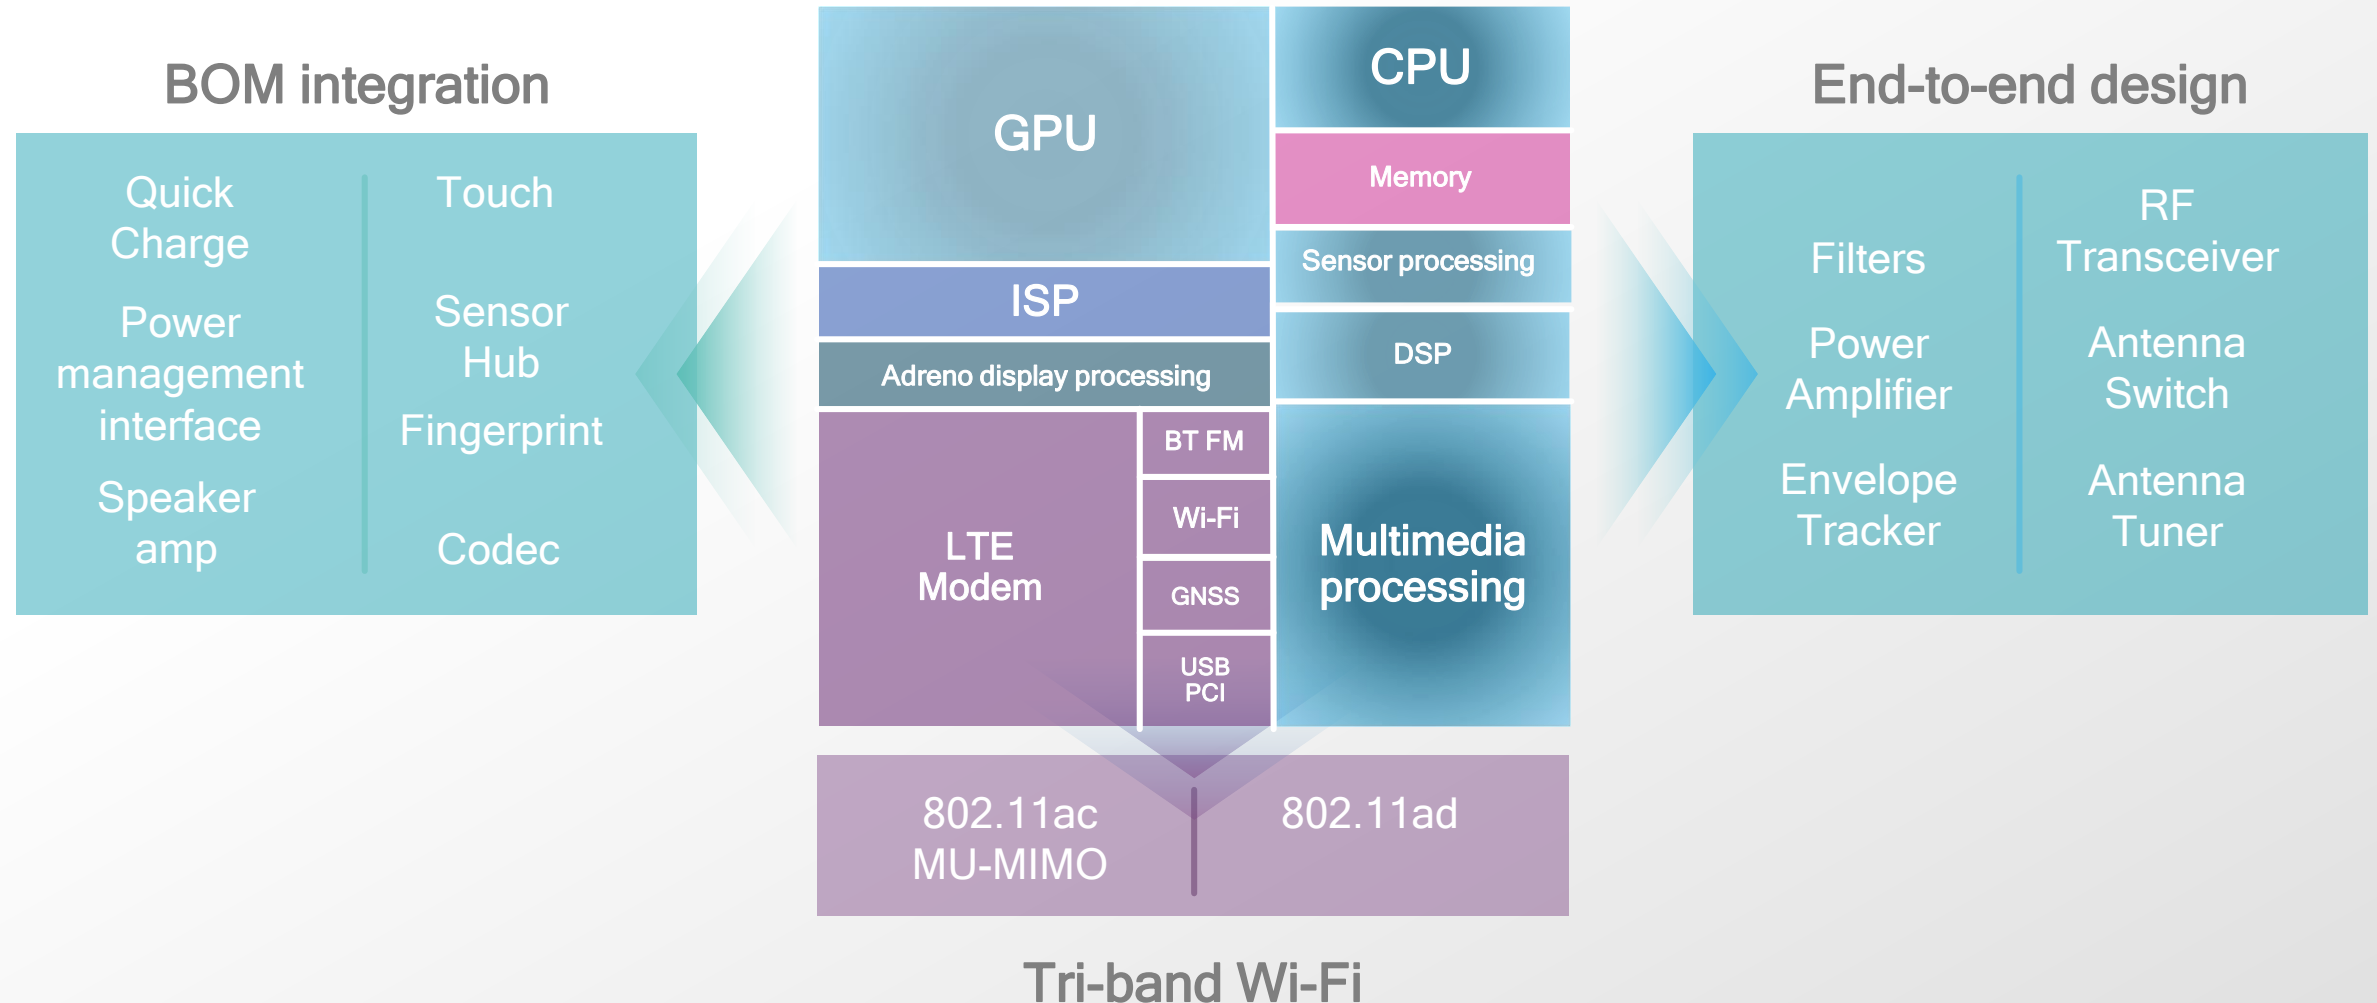 BOM integration
Quick
Charge
Power
management
interface
Speaker
amp
Touch
Sensor
Hub
Fingerprint
Codec
GPU
ISP
Adreno display processing
LTE
Modem
BT FM
Wi-Fi
GNSS
USB
PCI
CPU
Memory
Sensor processing
DSP
Multimedia
processing
End-to-end design
Filters
Power
Amplifier
Envelope
Tracker
RF
Transceiver
Antenna
Switch
Antenna
Tuner
802.11ac
MU-MIMO
802.11ad
Tri-band Wi-Fi